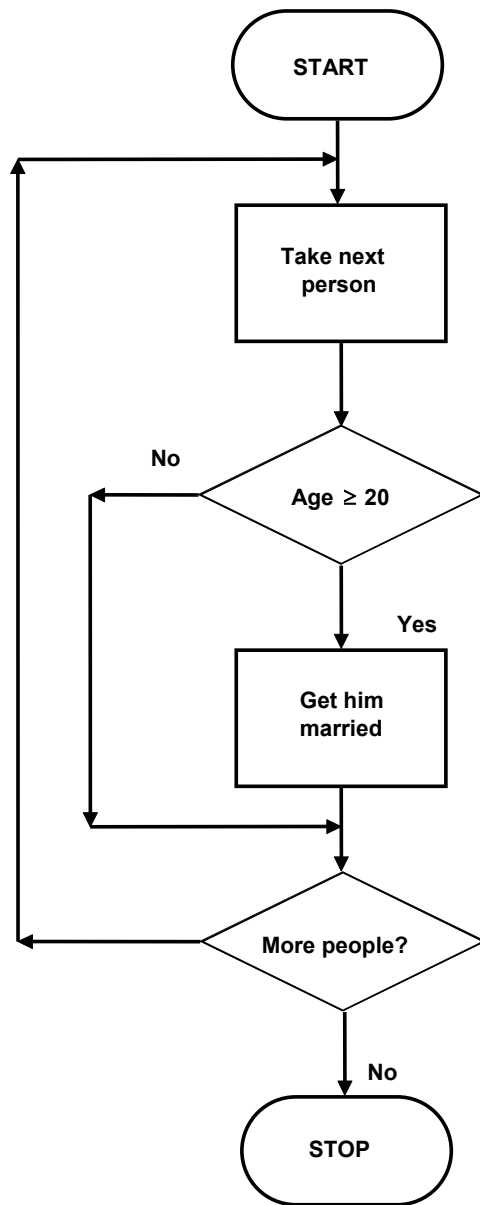 START
Take next
person
No
Age ≥ 20
Yes
Get him
married
More people?
No
STOP